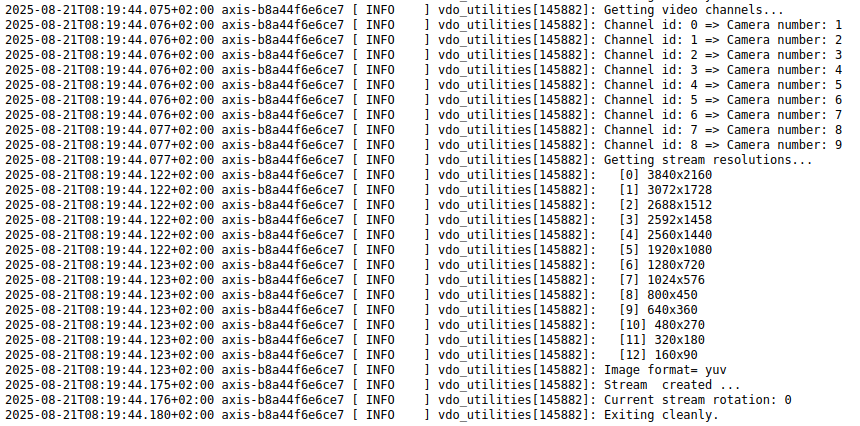 2025-08-21T08:19:44.075+02:00 axis-b8a44f6e6ce7 [ INFO    ] vdo_utilities[145882]: Getting video channels...
2025-08-21T08:19:44.076+02:00 axis-b8a44f6e6ce7 [ INFO    ] vdo_utilities[145882]: Channel id: 0 => Camera number: 1
2025-08-21T08:19:44.076+02:00 axis-b8a44f6e6ce7 [ INFO    ] vdo_utilities[145882]: Channel id: 1 => Camera number: 2
2025-08-21T08:19:44.076+02:00 axis-b8a44f6e6ce7 [ INFO    ] vdo_utilities[145882]: Channel id: 2 => Camera number: 3
2025-08-21T08:19:44.076+02:00 axis-b8a44f6e6ce7 [ INFO    ] vdo_utilities[145882]: Channel id: 3 => Camera number: 4
2025-08-21T08:19:44.076+02:00 axis-b8a44f6e6ce7 [ INFO    ] vdo_utilities[145882]: Channel id: 4 => Camera number: 5
2025-08-21T08:19:44.076+02:00 axis-b8a44f6e6ce7 [ INFO    ] vdo_utilities[145882]: Channel id: 5 => Camera number: 6
2025-08-21T08:19:44.076+02:00 axis-b8a44f6e6ce7 [ INFO    ] vdo_utilities[145882]: Channel id: 6 => Camera number: 7
2025-08-21T08:19:44.077+02:00 axis-b8a44f6e6ce7 [ INFO    ] vdo_utilities[145882]: Channel id: 7 => Camera number: 8
2025-08-21T08:19:44.077+02:00 axis-b8a44f6e6ce7 [ INFO    ] vdo_utilities[145882]: Channel id: 8 => Camera number: 9
2025-08-21T08:19:44.077+02:00 axis-b8a44f6e6ce7 [ INFO    ] vdo_utilities[145882]: Getting stream resolutions...
2025-08-21T08:19:44.122+02:00 axis-b8a44f6e6ce7 [ INFO    ] vdo_utilities[145882]:   [0] 3840x2160
2025-08-21T08:19:44.122+02:00 axis-b8a44f6e6ce7 [ INFO    ] vdo_utilities[145882]:   [1] 3072x1728
2025-08-21T08:19:44.122+02:00 axis-b8a44f6e6ce7 [ INFO    ] vdo_utilities[145882]:   [2] 2688x1512
2025-08-21T08:19:44.122+02:00 axis-b8a44f6e6ce7 [ INFO    ] vdo_utilities[145882]:   [3] 2592x1458
2025-08-21T08:19:44.122+02:00 axis-b8a44f6e6ce7 [ INFO    ] vdo_utilities[145882]:   [4] 2560x1440
2025-08-21T08:19:44.122+02:00 axis-b8a44f6e6ce7 [ INFO    ] vdo_utilities[145882]:   [5] 1920x1080
2025-08-21T08:19:44.123+02:00 axis-b8a44f6e6ce7 [ INFO    ] vdo_utilities[145882]:   [6] 1280x720
2025-08-21T08:19:44.123+02:00 axis-b8a44f6e6ce7 [ INFO    ] vdo_utilities[145882]:   [7] 1024x576
2025-08-21T08:19:44.123+02:00 axis-b8a44f6e6ce7 [ INFO    ] vdo_utilities[145882]:   [8] 800x450
2025-08-21T08:19:44.123+02:00 axis-b8a44f6e6ce7 [ INFO    ] vdo_utilities[145882]:   [9] 640x360
2025-08-21T08:19:44.123+02:00 axis-b8a44f6e6ce7 [ INFO    ] vdo_utilities[145882]:   [10] 480x270
2025-08-21T08:19:44.123+02:00 axis-b8a44f6e6ce7 [ INFO    ] vdo_utilities[145882]:   [11] 320x180
2025-08-21T08:19:44.123+02:00 axis-b8a44f6e6ce7 [ INFO    ] vdo_utilities[145882]:   [12] 160x90
2025-08-21T08:19:44.123+02:00 axis-b8a44f6e6ce7 [ INFO    ] vdo_utilities[145882]: Image format= yuv
2025-08-21T08:19:44.175+02:00 axis-b8a44f6e6ce7 [ INFO    ] vdo_utilities[145882]: Stream  created ...
2025-08-21T08:19:44.176+02:00 axis-b8a44f6e6ce7 [ INFO    ] vdo_utilities[145882]: Current stream rotation: 0
2025-08-21T08:19:44.180+02:00 axis-b8a44f6e6ce7 [ INFO    ] vdo_utilities[145882]: Exiting cleanly.